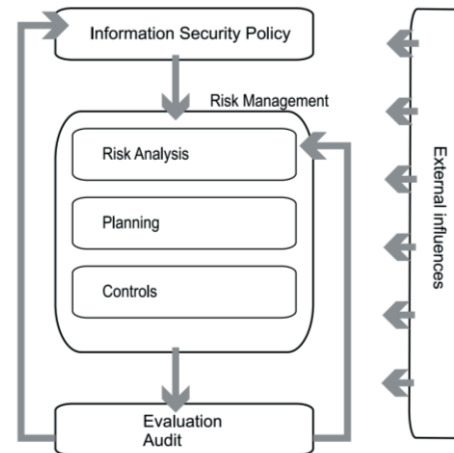 Information Security Policy
Risk Management
Risk Analysis
Planning
Controls
Evaluation
Audit
External influences